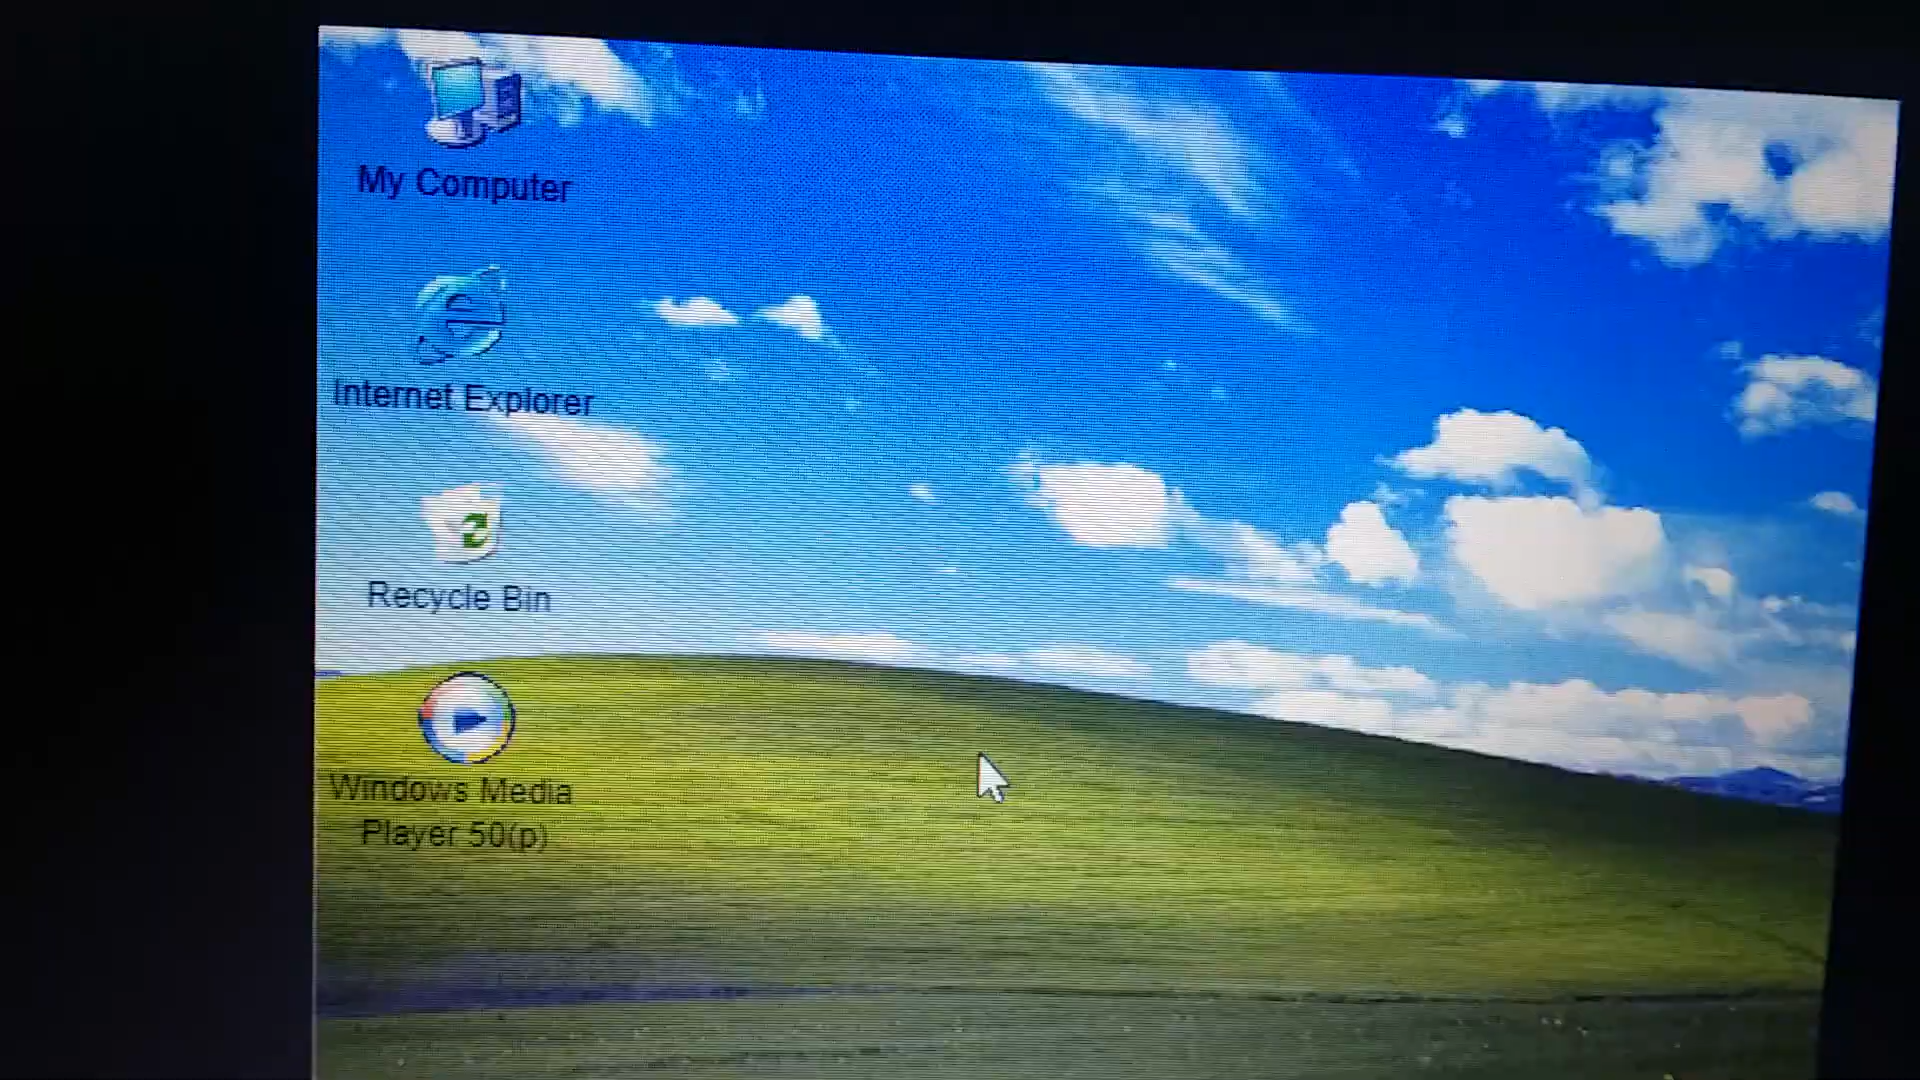 My Computer
Internet Explorer
Recycle Bin
Windows Media
Player 50(p)